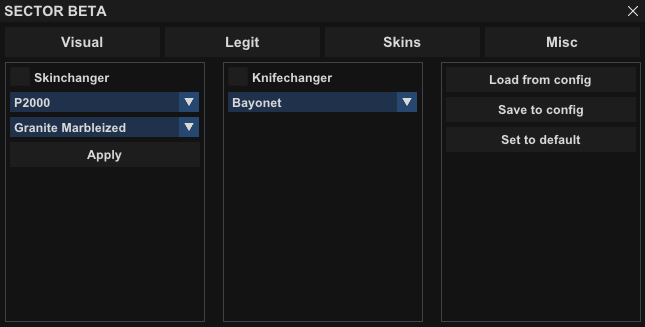 SECTOR BETA
Visual
Legit
Skins
Misc
Skinchanger
P2000
Granite Marbleized
Apply
Knifechanger
Bayonet
Load from config
Save to config
Set to default